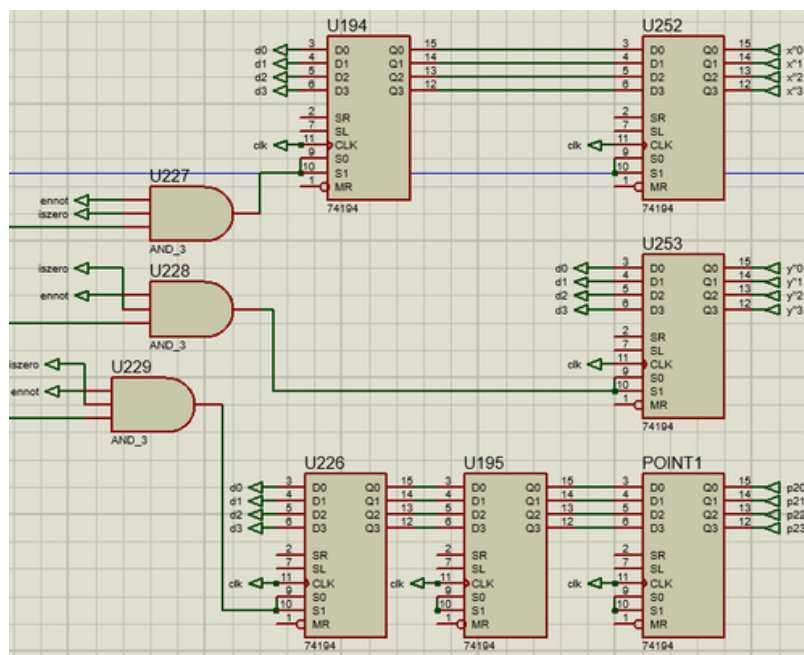 U194
d0 3 D0 Q0 15
d1 4 D1 Q1 14
d2 5 D2 Q2 13
d3 6 D3 Q3 12
2 SR
7 SL
clk 11 CLK
9 S0
10 S1
1 MR
74194
U252
3 D0 Q0 15 x"0
4 D1 Q1 14 x"1
5 D2 Q2 13 x"2
6 D3 Q3 12 x"3
2 SR
7 SL
clk 11 CLK
9 S0
10 S1
1 MR
74194
U227
ennot
iszero
AND_3
U228
iszero
ennot
AND_3
U253
d0 3 D0 Q0 15 y"0
d1 4 D1 Q1 14 y"1
d2 5 D2 Q2 13 y"2
d3 6 D3 Q3 12 y"3
2 SR
7 SL
clk 11 CLK
9 S0
10 S1
1 MR
74194
U229
iszero
ennot
AND_3
U226
d0 3 D0 Q0 15
d1 4 D1 Q1 14
d2 5 D2 Q2 13
d3 6 D3 Q3 12
2 SR
7 SL
clk 11 CLK
9 S0
10 S1
1 MR
74194
U195
3 D0 Q0 15
4 D1 Q1 14
5 D2 Q2 13
6 D3 Q3 12
2 SR
7 SL
clk 11 CLK
9 S0
10 S1
1 MR
74194
POINT1
3 D0 Q0 15 p20
4 D1 Q1 14 p21
5 D2 Q2 13 p22
6 D3 Q3 12 p23
2 SR
7 SL
clk 11 CLK
9 S0
10 S1
1 MR
74194